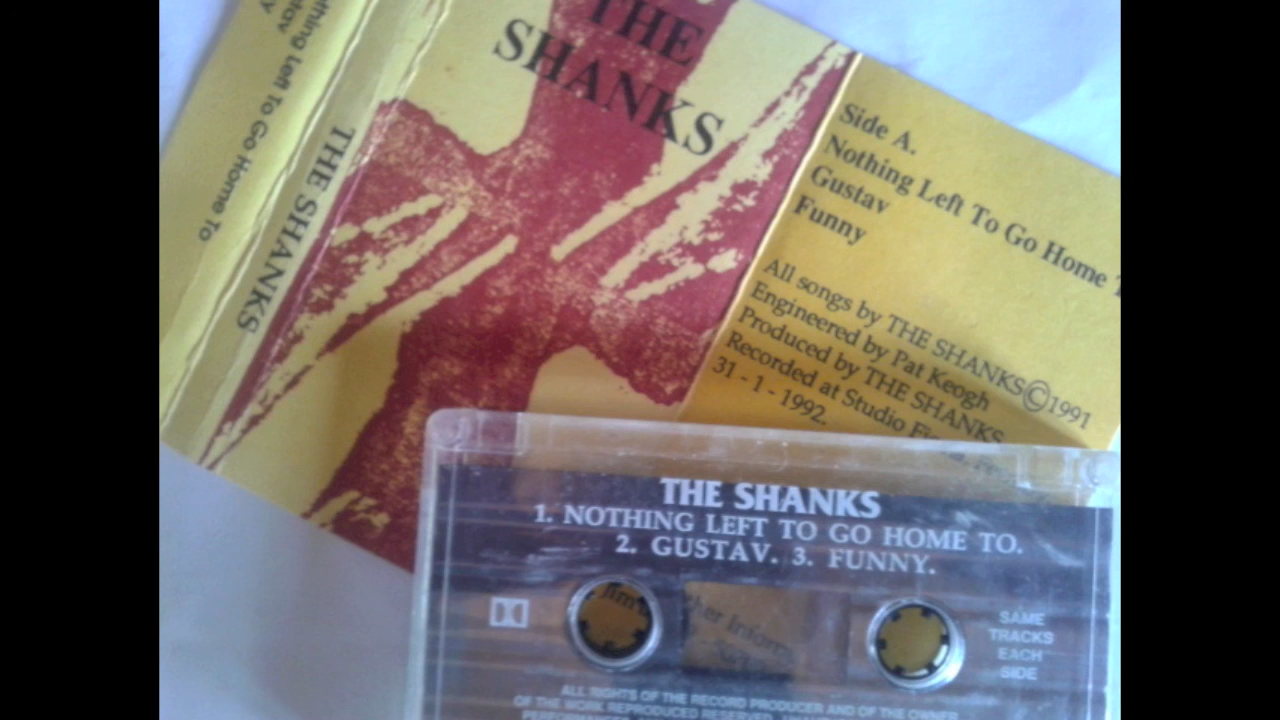 Nothing Left To Go Home To
THE SHANKS
THE
SHANKS
Side A.
Nothing Left To Go Home
Gustav
Funny
All songs by THE SHANKS©1991
Engineered by Pat Keogh
Produced by THE SHANKS
Recorded at Studio
31 - 1 - 1992.
THE SHANKS
1. NOTHING LEFT TO GO HOME TO.
2. GUSTAV. 3. FUNNY.
SAME
TRACKS
EACH
SIDE
ALL RIGHTS OF THE RECORD PRODUCER AND OF THE OWNER
OF THE WORK REPRODUCED RESERVED.